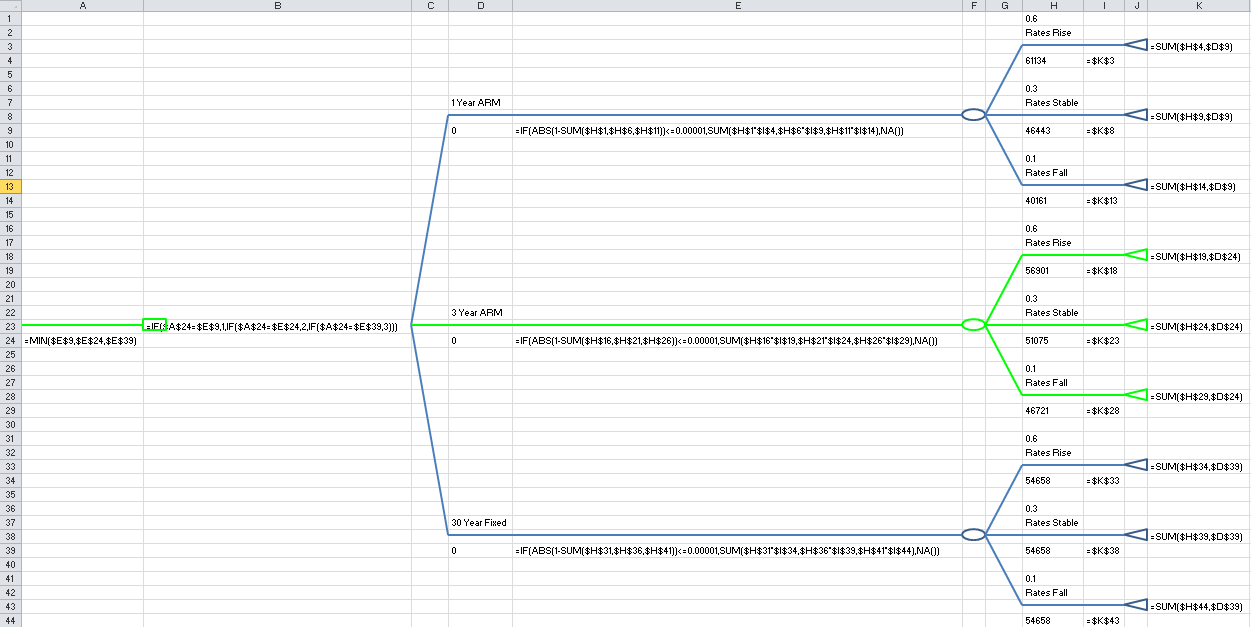 A B C D E F G H I J K
1 0.6
2 Rates Rise
3 =SUM($H$4,$D$9)
4 61134 =$K$3
5
6 0.3
7 1 Year ARM Rates Stable
8 =SUM($H$9,$D$9)
9 0 =IF(ABS(1-SUM($H$1,$H$6,$H$11))<=0.00001,SUM($H$1*$I$4,$H$6*$I$9,$H$11*$I$14),NA()) 46443 =$K$8
10
11 0.1
12 Rates Fall
13 =SUM($H$14,$D$9)
14 40161 =$K$13
15
16 0.6
17 Rates Rise
18 =SUM($H$19,$D$24)
19 56901 =$K$18
20
21 0.3
22 3 Year ARM Rates Stable
23 =IF($A$24=$E$9,1,IF($A$24=$E$24,2,IF($A$24=$E$39,3))) =SUM($H$24,$D$24)
24 =MIN($E$9,$E$24,$E$39) 0 =IF(ABS(1-SUM($H$16,$H$21,$H$26))<=0.00001,SUM($H$16*$I$19,$H$21*$I$24,$H$26*$I$29),NA()) 51075 =$K$23
25
26 0.1
27 Rates Fall
28 =SUM($H$29,$D$24)
29 46721 =$K$28
30
31 0.6
32 Rates Rise
33 =SUM($H$34,$D$39)
34 54658 =$K$33
35
36 0.3
37 30 Year Fixed Rates Stable
38 =SUM($H$39,$D$39)
39 0 =IF(ABS(1-SUM($H$31,$H$36,$H$41))<=0.00001,SUM($H$31*$I$34,$H$36*$I$39,$H$41*$I$44),NA()) 54658 =$K$38
40
41 0.1
42 Rates Fall
43 =SUM($H$44,$D$39)
44 54658 =$K$43